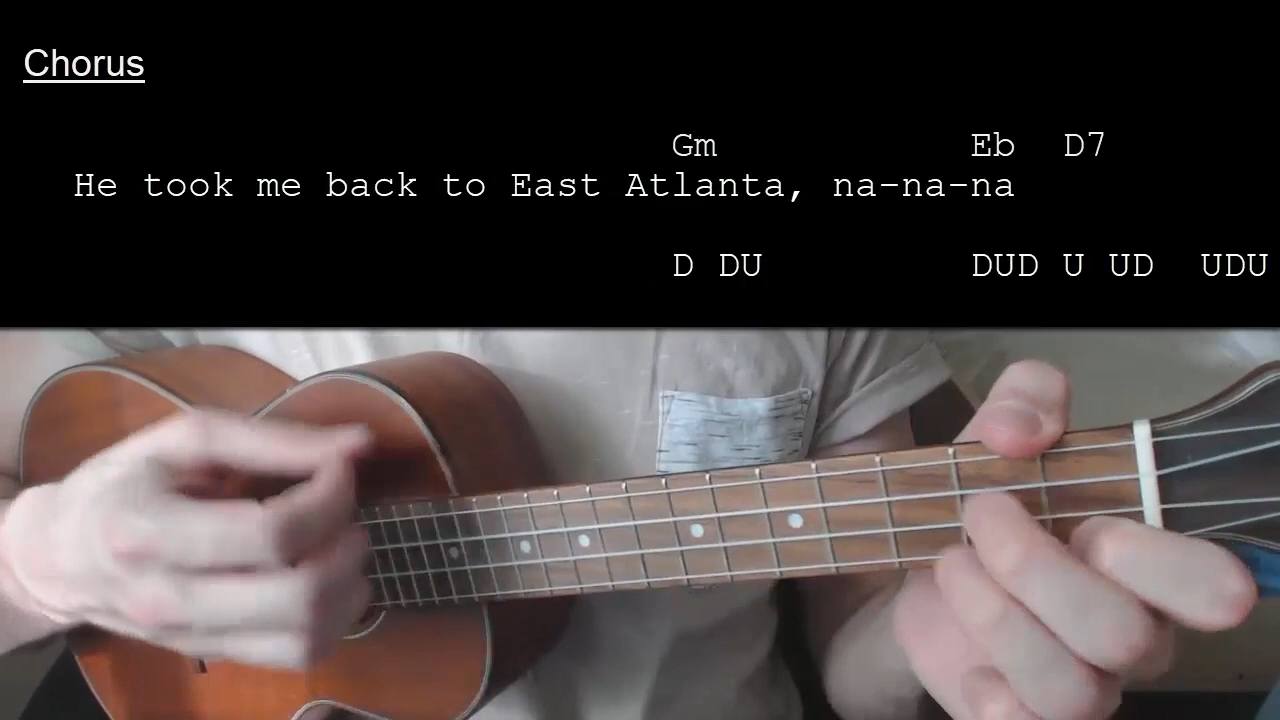 Chorus
Gm Eb D7
He took me back to East Atlanta, na-na-na
D DU DUD U UD UDU